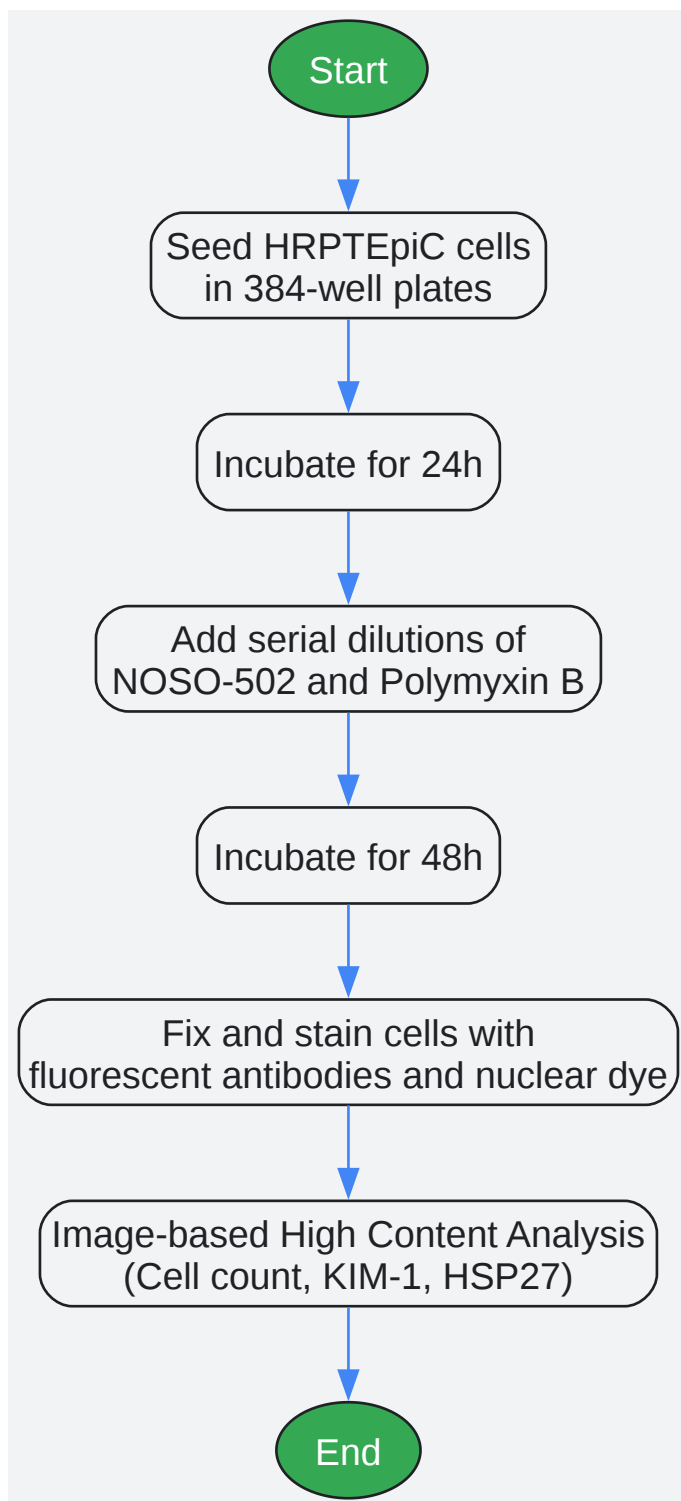 Start
Seed HRPTEpiC cells
in 384-well plates
Incubate for 24h
Add serial dilutions of
NOSO-502 and Polymyxin B
Incubate for 48h
Fix and stain cells with
fluorescent antibodies and nuclear dye
Image-based High Content Analysis
(Cell count, KIM-1, HSP27)
End